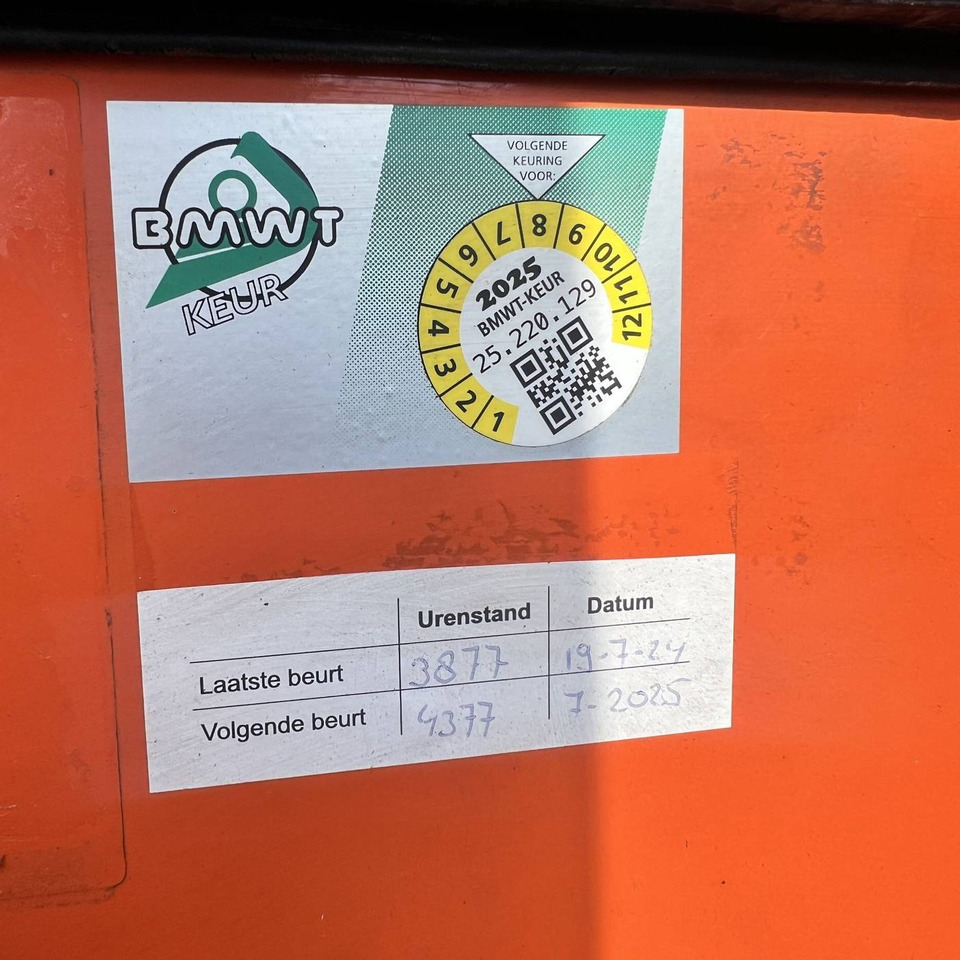 BMWT
KEUR
VOLGENDE
KEURING
VOOR:
1 2 3 4 5 6 7 8 9 10 11 12
2025
BMWT-KEUR
25.220.129
Urenstand Datum
Laatste beurt 3877 19-7-24
Volgende beurt 4377 7-2025